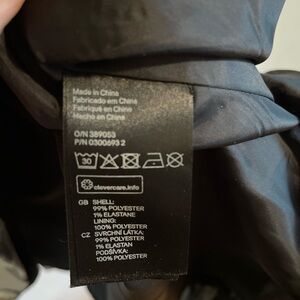 Made in China
Fabricado em China
Fabriqué en Chine
Hecho en China
O/N 389053
P/N 0300693 2
30
clevercare.info
GB SHELL:
99% POLYESTER
1% ELASTANE
LINING:
100% POLYESTER
CZ SVRCHNÍ LÁTKA:
99% POLYESTER
1% ELASTAN
PODŠÍVKA:
100% POLYESTER